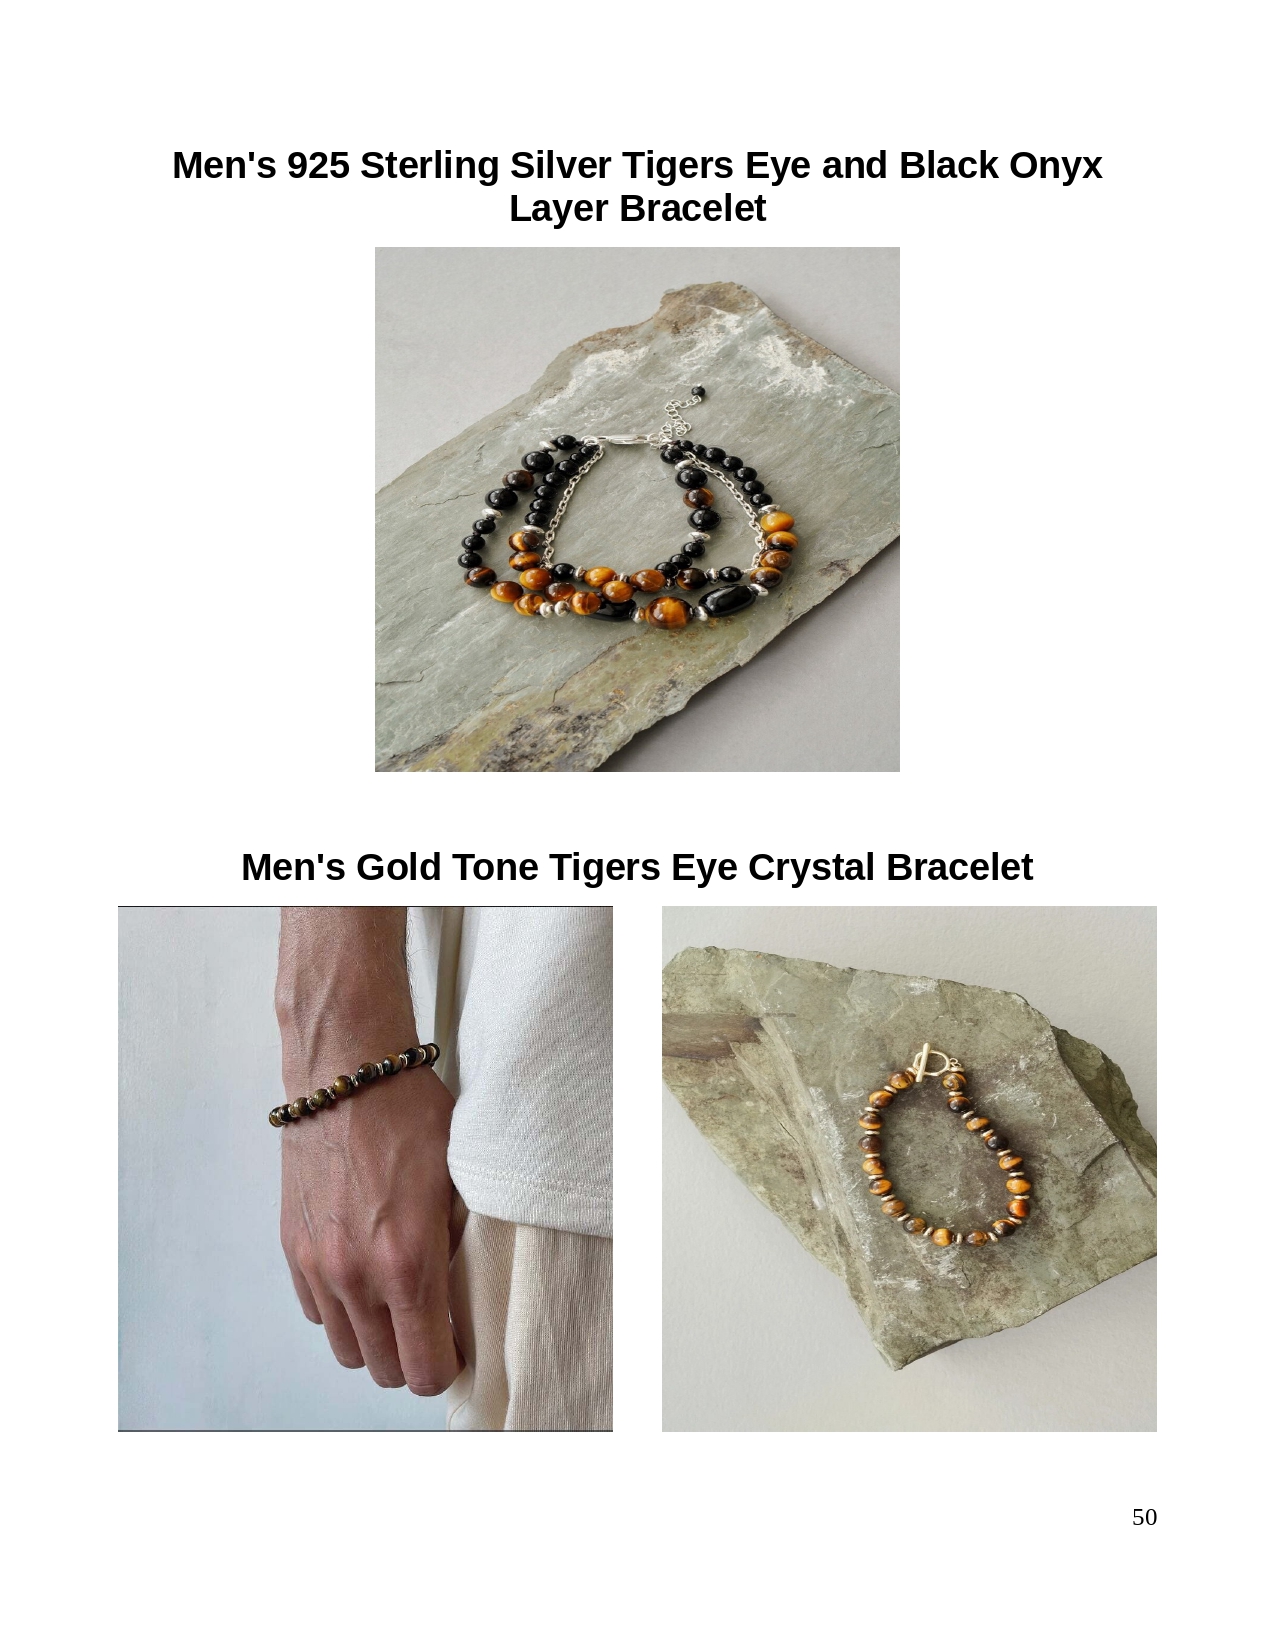 Men's 925 Sterling Silver Tigers Eye and Black Onyx
Layer Bracelet
Men's Gold Tone Tigers Eye Crystal Bracelet
50